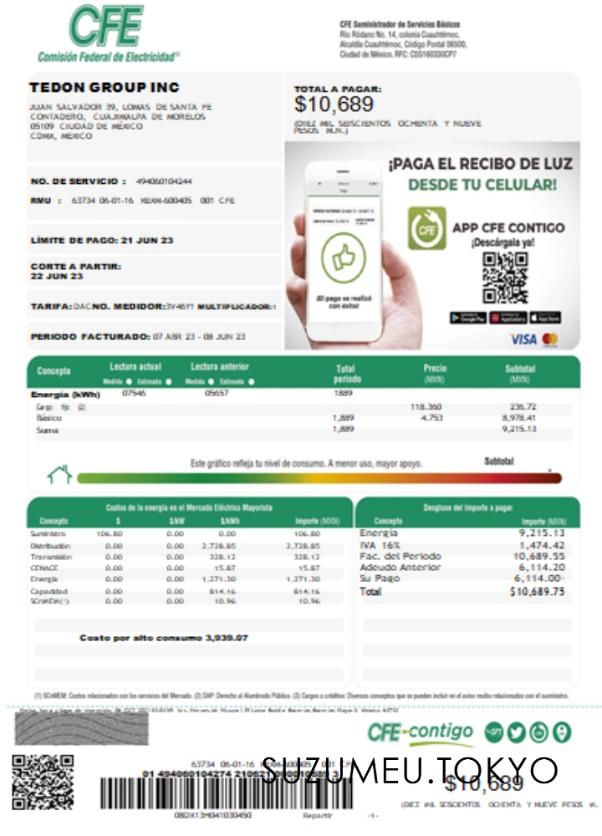 CFE
Comisión Federal de Electricidad®
CFE Suministrador de Servicios Básicos
Río Ródano No. 14, colonia Cuauhtémoc,
Alcaldía Cuauhtémoc, Código Postal 06500,
Ciudad de México. RFC: CSS160330CP7
TEDON GROUP INC
JUAN SALVADOR 39, LOMAS DE SANTA FE
CONTADERO, CUAJIMALPA DE MORELOS
05109 CIUDAD DE MÉXICO
CDMX, MÉXICO
TOTAL A PAGAR:
$10,689
(DIEZ MIL SEISCIENTOS OCHENTA Y NUEVE
PESOS M.N.)
¡PAGA EL RECIBO DE LUZ
DESDE TU CELULAR!
CFE
APP CFE CONTIGO
¡Descárgala ya!
¡El pago se realizó
con éxito!
Google Play
AppGallery
App Store
VISA
NO. DE SERVICIO : 494060104244
RMU : 63734 06-01-16 KEXM-600405 001 CFE
LÍMITE DE PAGO: 21 JUN 23
CORTE A PARTIR:
22 JUN 23
TARIFA:DAC NO. MEDIDOR:3V46Y1 MULTIPLICADOR:1
PERIODO FACTURADO: 07 ABR 23 - 08 JUN 23
Concepto Lectura actual Lectura anterior Total periodo Precio (MXN) Subtotal (MXN)
Medida Estimada Medida Estimada
Energía (kWh) 07546 05657 1889
Cargo fijo (2) 118.360 236.72
Básico 1,889 4.753 8,978.41
Suma 1,889 9,215.13
Este gráfico refleja tu nivel de consumo. A menor uso, mayor apoyo. Subtotal
Costos de la energía en el Mercado Eléctrico Mayorista
Concepto $ $/kW $/kWh Importe (MXN)
Suministro 106.80 0.00 0.00 106.80
Distribución 0.00 0.00 2,728.85 2,728.85
Transmisión 0.00 0.00 328.12 328.12
CENACE 0.00 0.00 15.87 15.87
Energía 0.00 0.00 1,271.30 1,271.30
Capacidad 0.00 0.00 814.16 814.16
SCnMEM(1) 0.00 0.00 10.96 10.96
Costo por alto consumo 3,939.07
Desglose del importe a pagar
Concepto Importe (MXN)
Energía 9,215.13
IVA 16% 1,474.42
Fac. del Periodo 10,689.55
Adeudo Anterior 6,114.20
Su Pago 6,114.00-
Total $10,689.75
(1) SCnMEM: Costos relacionados con los servicios del Mercado. (2) DAP: Derecho al Alumbrado Público. (3) Cargos o créditos: Diversos conceptos que se pueden incluir en el aviso recibo relacionados con el suministro.
CFE-contigo
63734 06-01-16 KEXM-600405 001 CFE
01 494060104274 210621
SUZUMEU.TOKYO
$10,689
(DIEZ MIL SEISCIENTOS OCHENTA Y NUEVE PESOS M.
08DX13H041030450 Repartir -1-